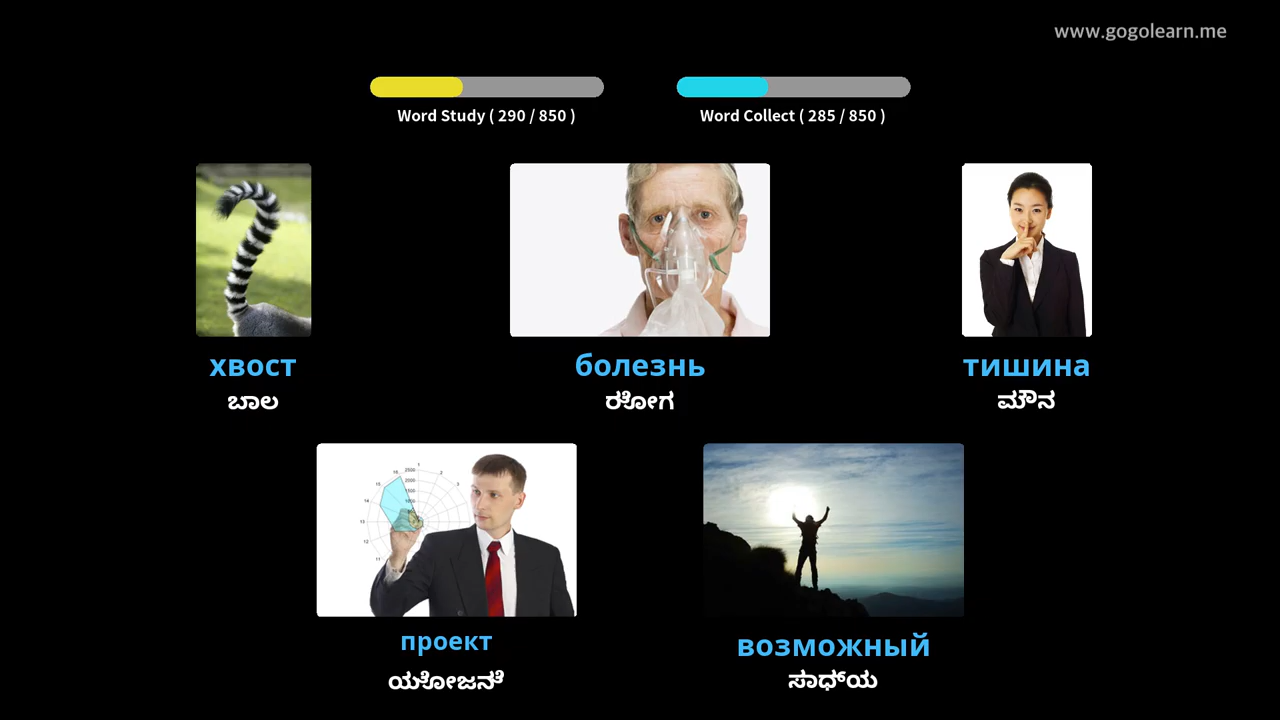 www.gogolearn.me
Word Study ( 290 / 850 )
Word Collect ( 285 / 850 )
хвост
ಬಾಲ
болезнь
ರೋಗ
тишина
ಮೌನ
проект
ಯೋಜನೆ
возможный
ಸಾಧ್ಯ